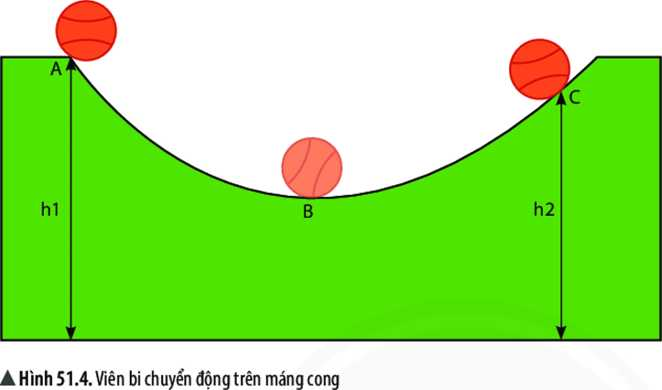 A
C
h1
B
h2
▲ Hình 51.4. Viên bi chuyển động trên máng cong